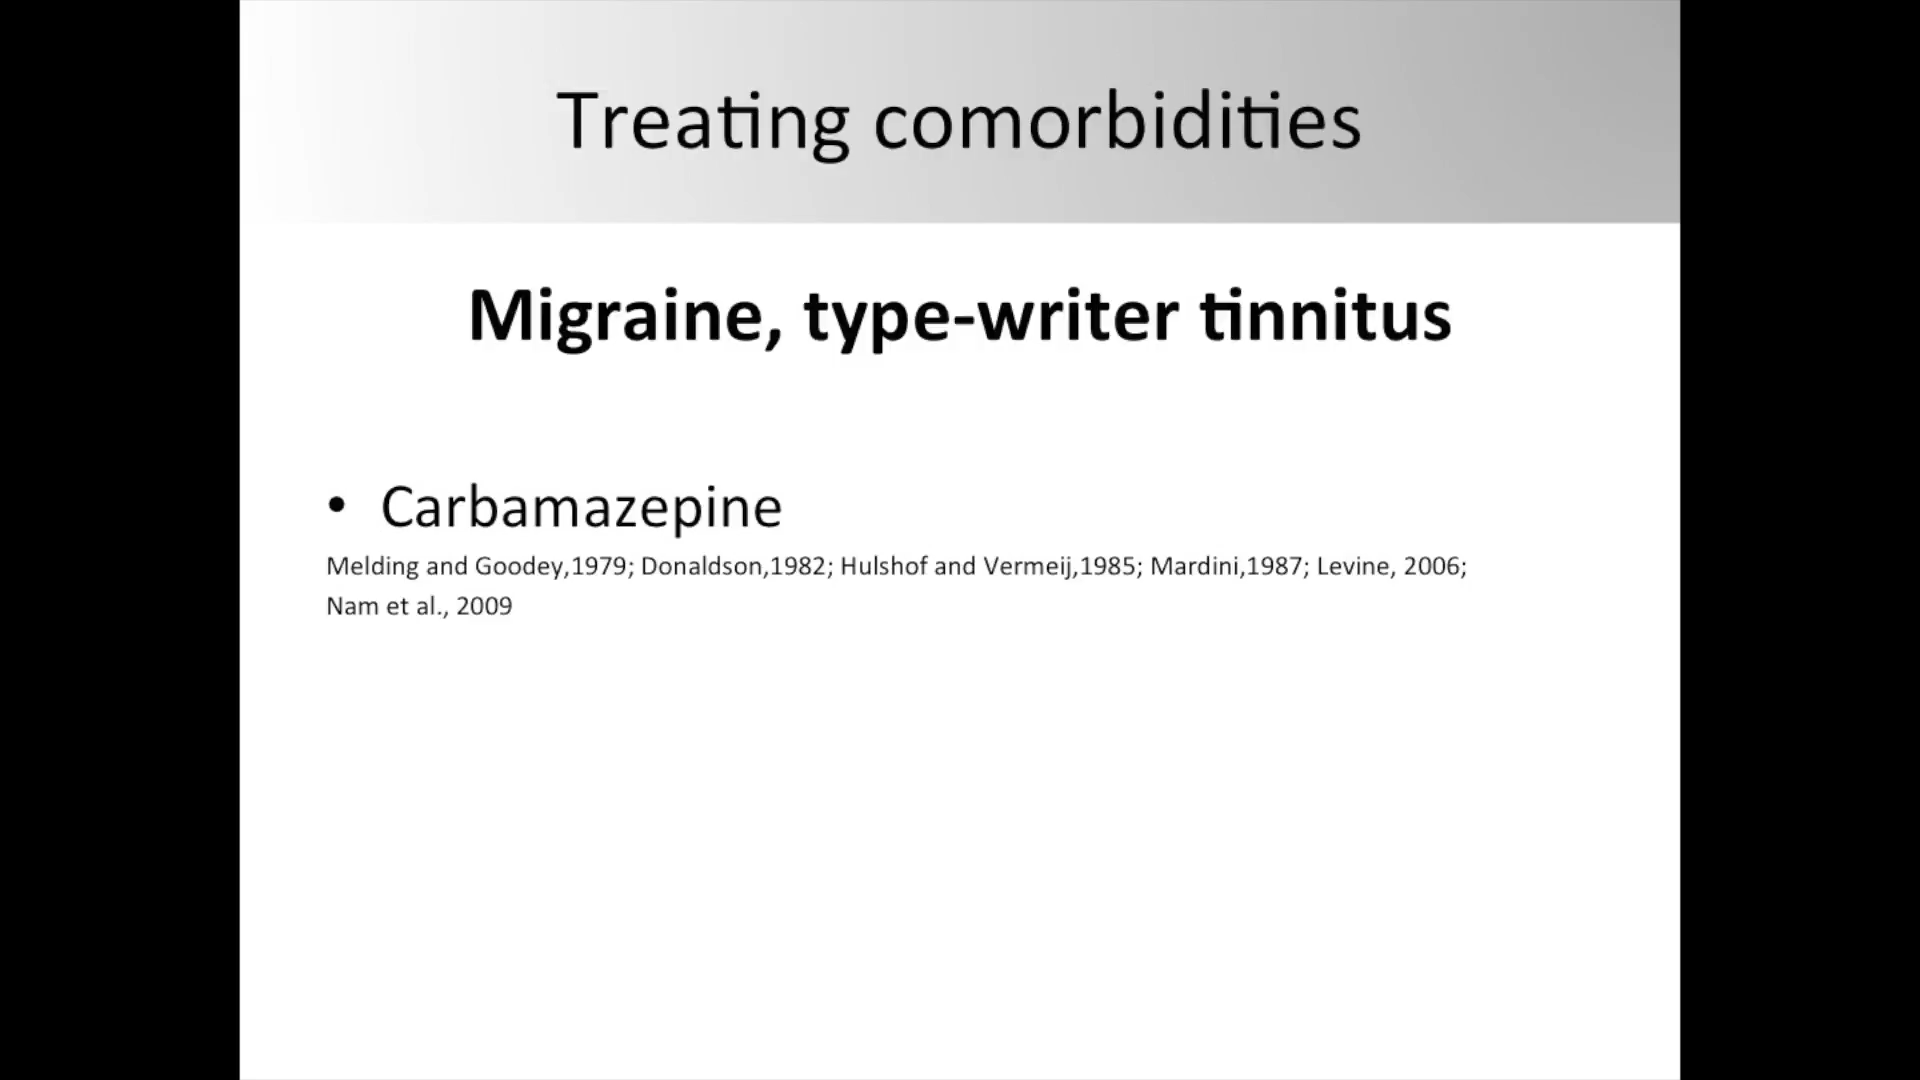 Treating comorbidities
Migraine, type-writer tinnitus
• Carbamazepine
Melding and Goodey,1979; Donaldson,1982; Hulshof and Vermeij,1985; Mardini,1987; Levine, 2006;
Nam et al., 2009